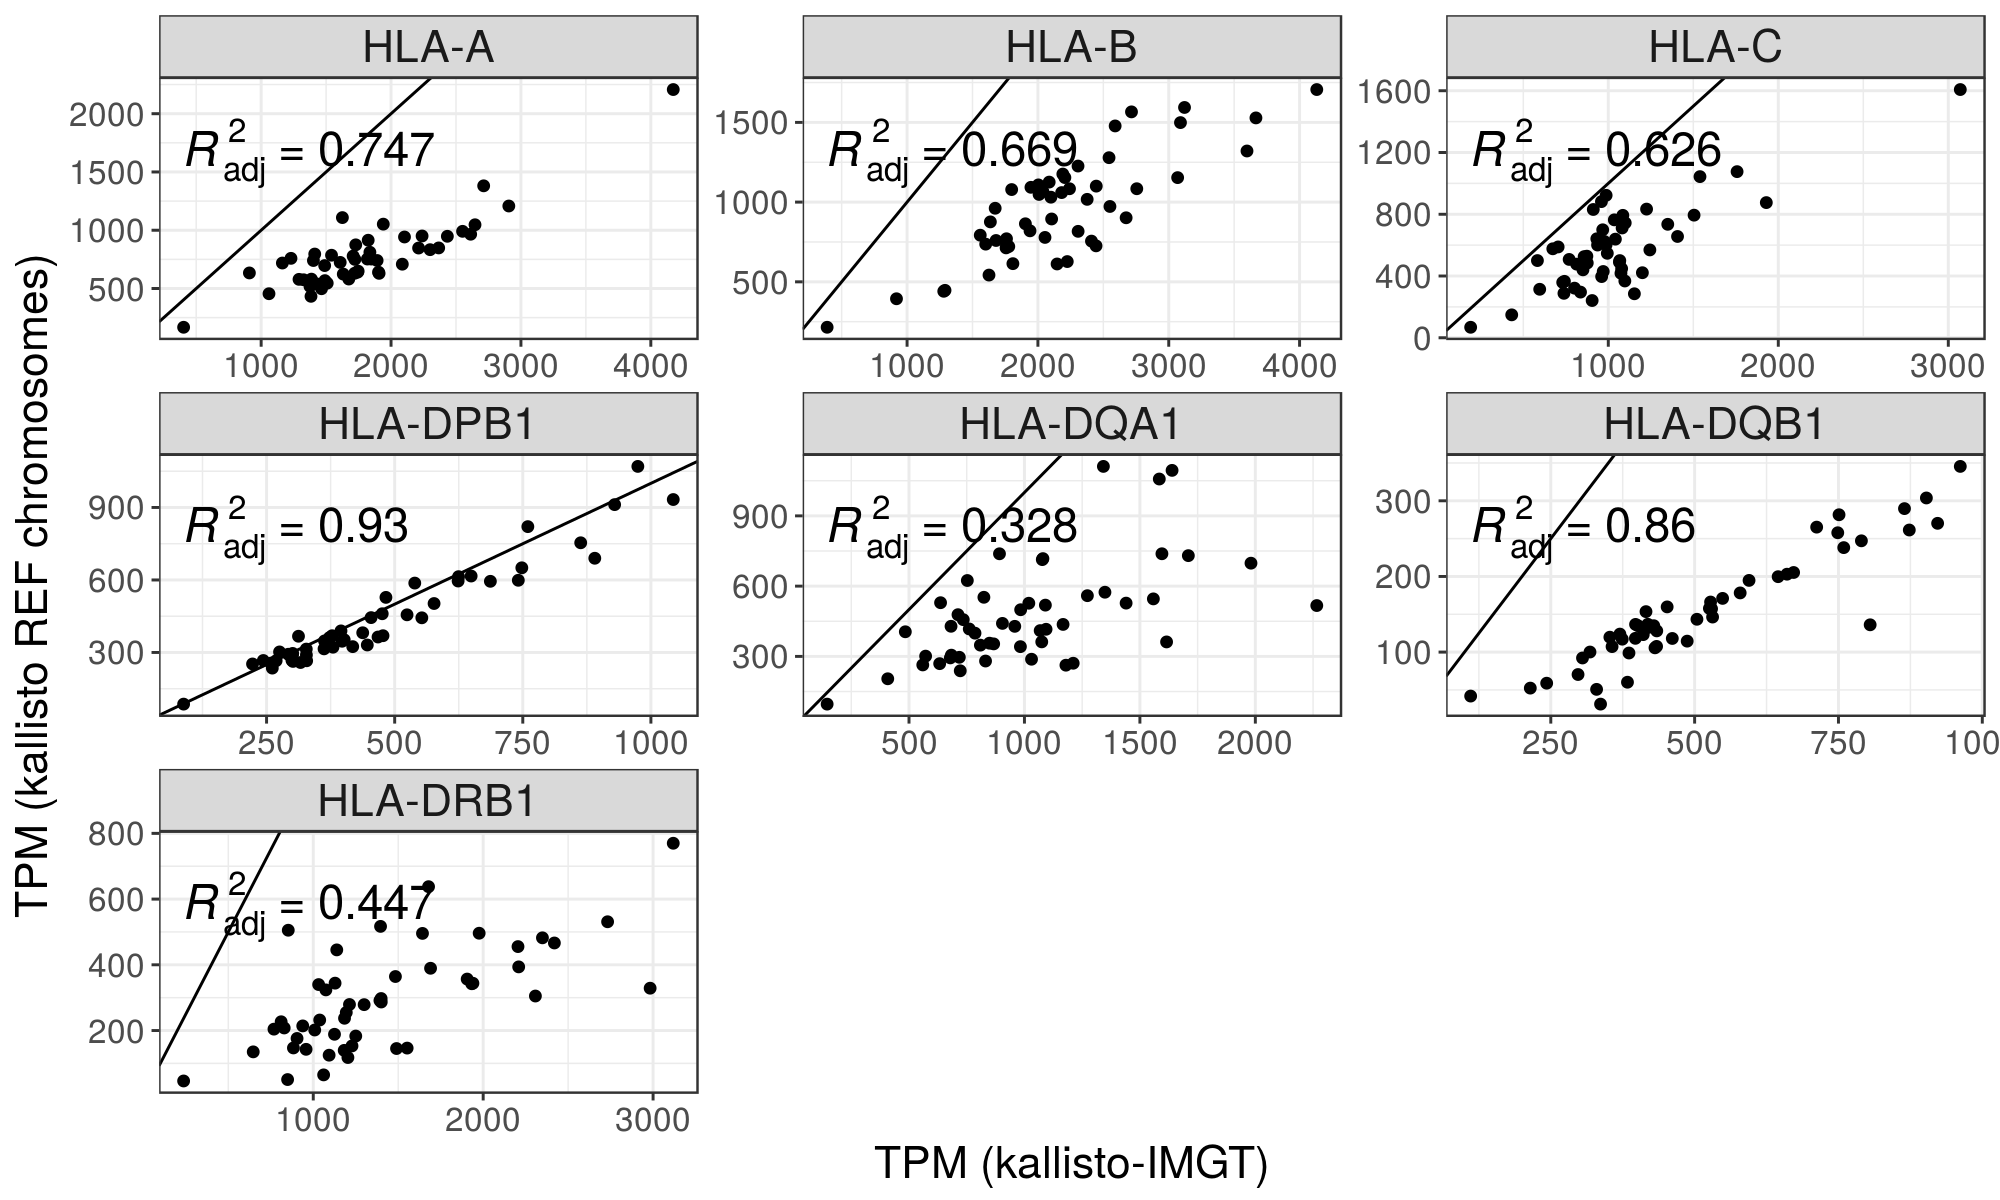 HLA-A
HLA-B
HLA-C
2000
1500
1000
500
R²adj = 0.747
1000 2000 3000 4000
1500
1000
500
R²adj = 0.669
1000 2000 3000 4000
1600
1200
800
400
0
R²adj = 0.626
1000 2000 3000
HLA-DPB1
HLA-DQA1
HLA-DQB1
900
600
300
R²adj = 0.93
250 500 750 1000
900
600
300
R²adj = 0.328
500 1000 1500 2000
300
200
100
R²adj = 0.86
250 500 750 100
HLA-DRB1
800
600
400
200
R²adj = 0.447
1000 2000 3000
TPM (kallisto REF chromosomes)
TPM (kallisto-IMGT)